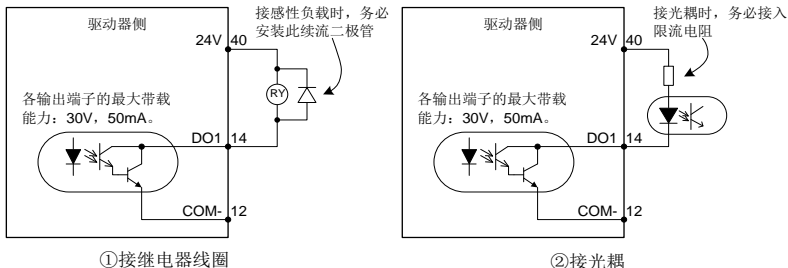 驱动器侧
24V 40
接感性负载时，务必
安装此续流二极管
RY
各输出端子的最大带载
能力：30V，50mA。
DO1 14
COM- 12
①接继电器线圈
驱动器侧
24V 40
接光耦时，务必接入
限流电阻
各输出端子的最大带载
能力：30V，50mA。
DO1 14
COM- 12
②接光耦